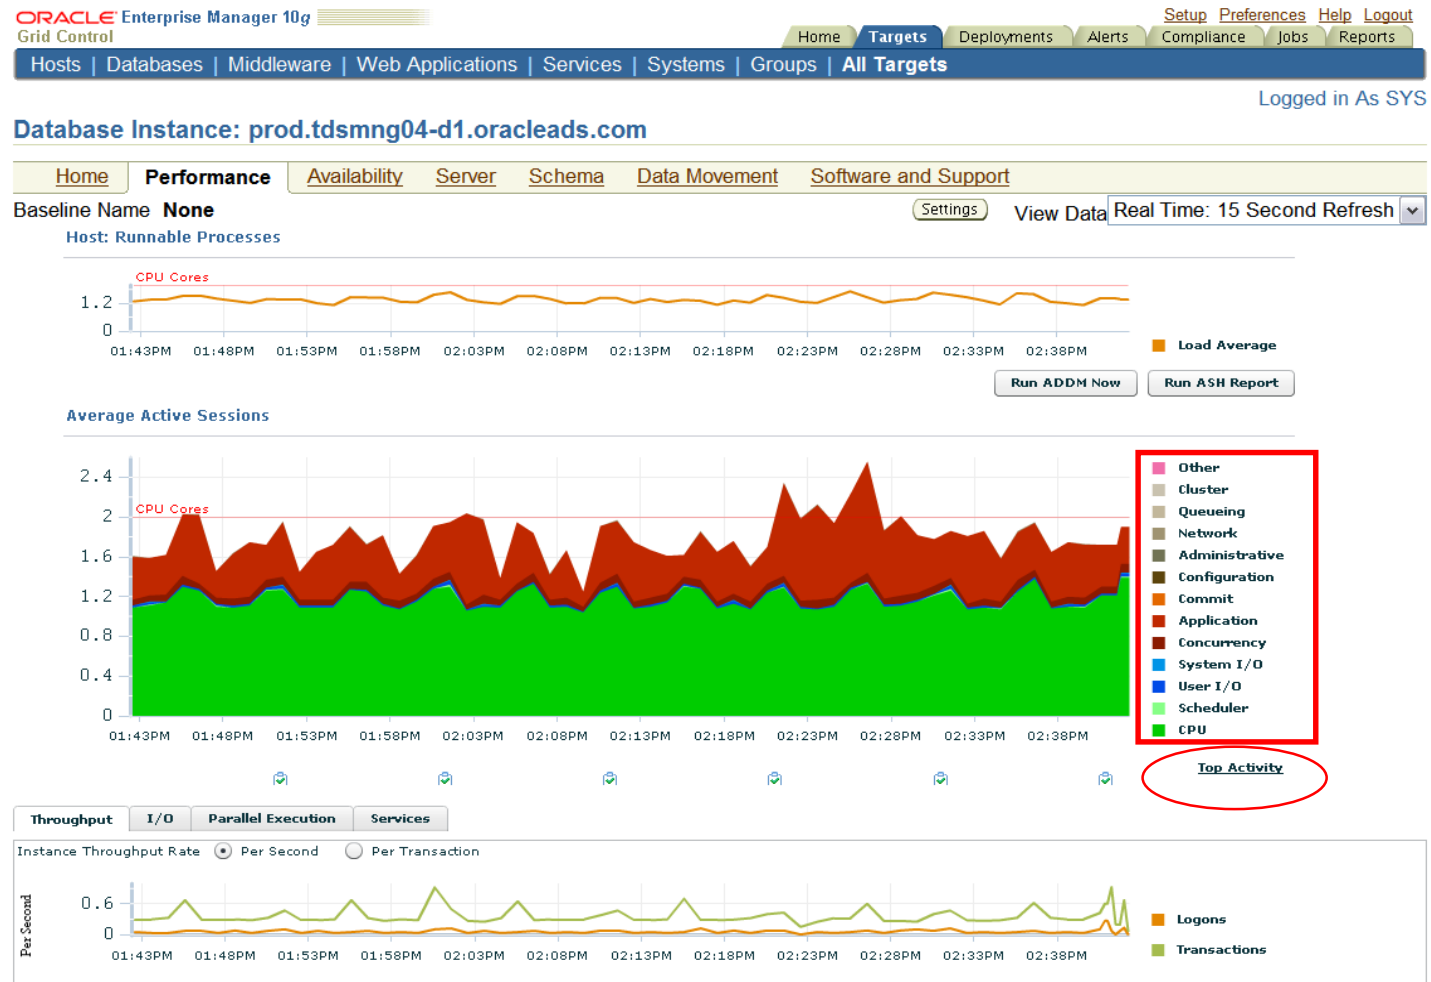 ORACLE Enterprise Manager 10g
Grid Control
Setup Preferences Help Logout
Home Targets Deployments Alerts Compliance Jobs Reports
Hosts | Databases | Middleware | Web Applications | Services | Systems | Groups | All Targets
Logged in As SYS
Database Instance: prod.tdsmng04-d1.oracleads.com
Home Performance Availability Server Schema Data Movement Software and Support
Baseline Name None
Settings View Data Real Time: 15 Second Refresh
Host: Runnable Processes
CPU Cores
1.2
0
01:43PM 01:48PM 01:53PM 01:58PM 02:03PM 02:08PM 02:13PM 02:18PM 02:23PM 02:28PM 02:33PM 02:38PM
Load Average
Run ADDM Now Run ASH Report
Average Active Sessions
2.4
CPU Cores
2
1.6
1.2
0.8
0.4
0
01:43PM 01:48PM 01:53PM 01:58PM 02:03PM 02:08PM 02:13PM 02:18PM 02:23PM 02:28PM 02:33PM 02:38PM
Other
Cluster
Queueing
Network
Administrative
Configuration
Commit
Application
Concurrency
System I/O
User I/O
Scheduler
CPU
Top Activity
Throughput I/O Parallel Execution Services
Instance Throughput Rate Per Second Per Transaction
Per Second
0.6
0
01:43PM 01:48PM 01:53PM 01:58PM 02:03PM 02:08PM 02:13PM 02:18PM 02:23PM 02:28PM 02:33PM 02:38PM
Logons
Transactions